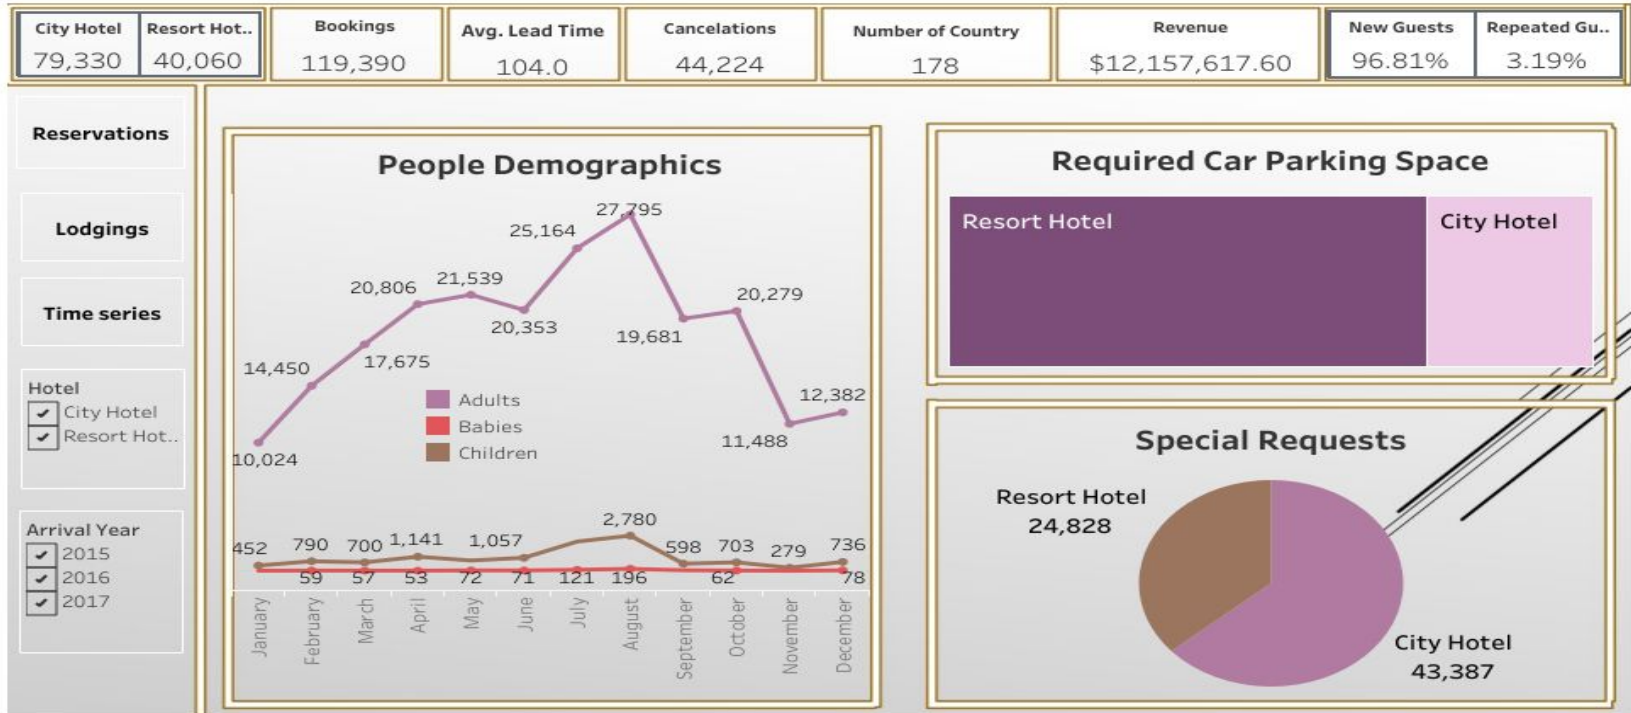 City Hotel
79,330
Resort Hot..
40,060
Bookings
119,390
Avg. Lead Time
104.0
Cancelations
44,224
Number of Country
178
Revenue
$12,157,617.60
New Guests
96.81%
Repeated Gu..
3.19%
Reservations
Lodgings
Time series
Hotel
City Hotel
Resort Hot..
Arrival Year
2015
2016
2017
People Demographics
27,795
25,164
21,539
20,806
20,279
20,353
19,681
17,675
14,450
12,382
11,488
10,024
Adults
Babies
Children
2,780
452 790 700 1,141 1,057 598 703 279 736
59 57 53 72 71 121 196 62 78
January
February
March
April
May
June
July
August
September
October
November
December
Required Car Parking Space
Resort Hotel
City Hotel
Special Requests
Resort Hotel
24,828
City Hotel
43,387